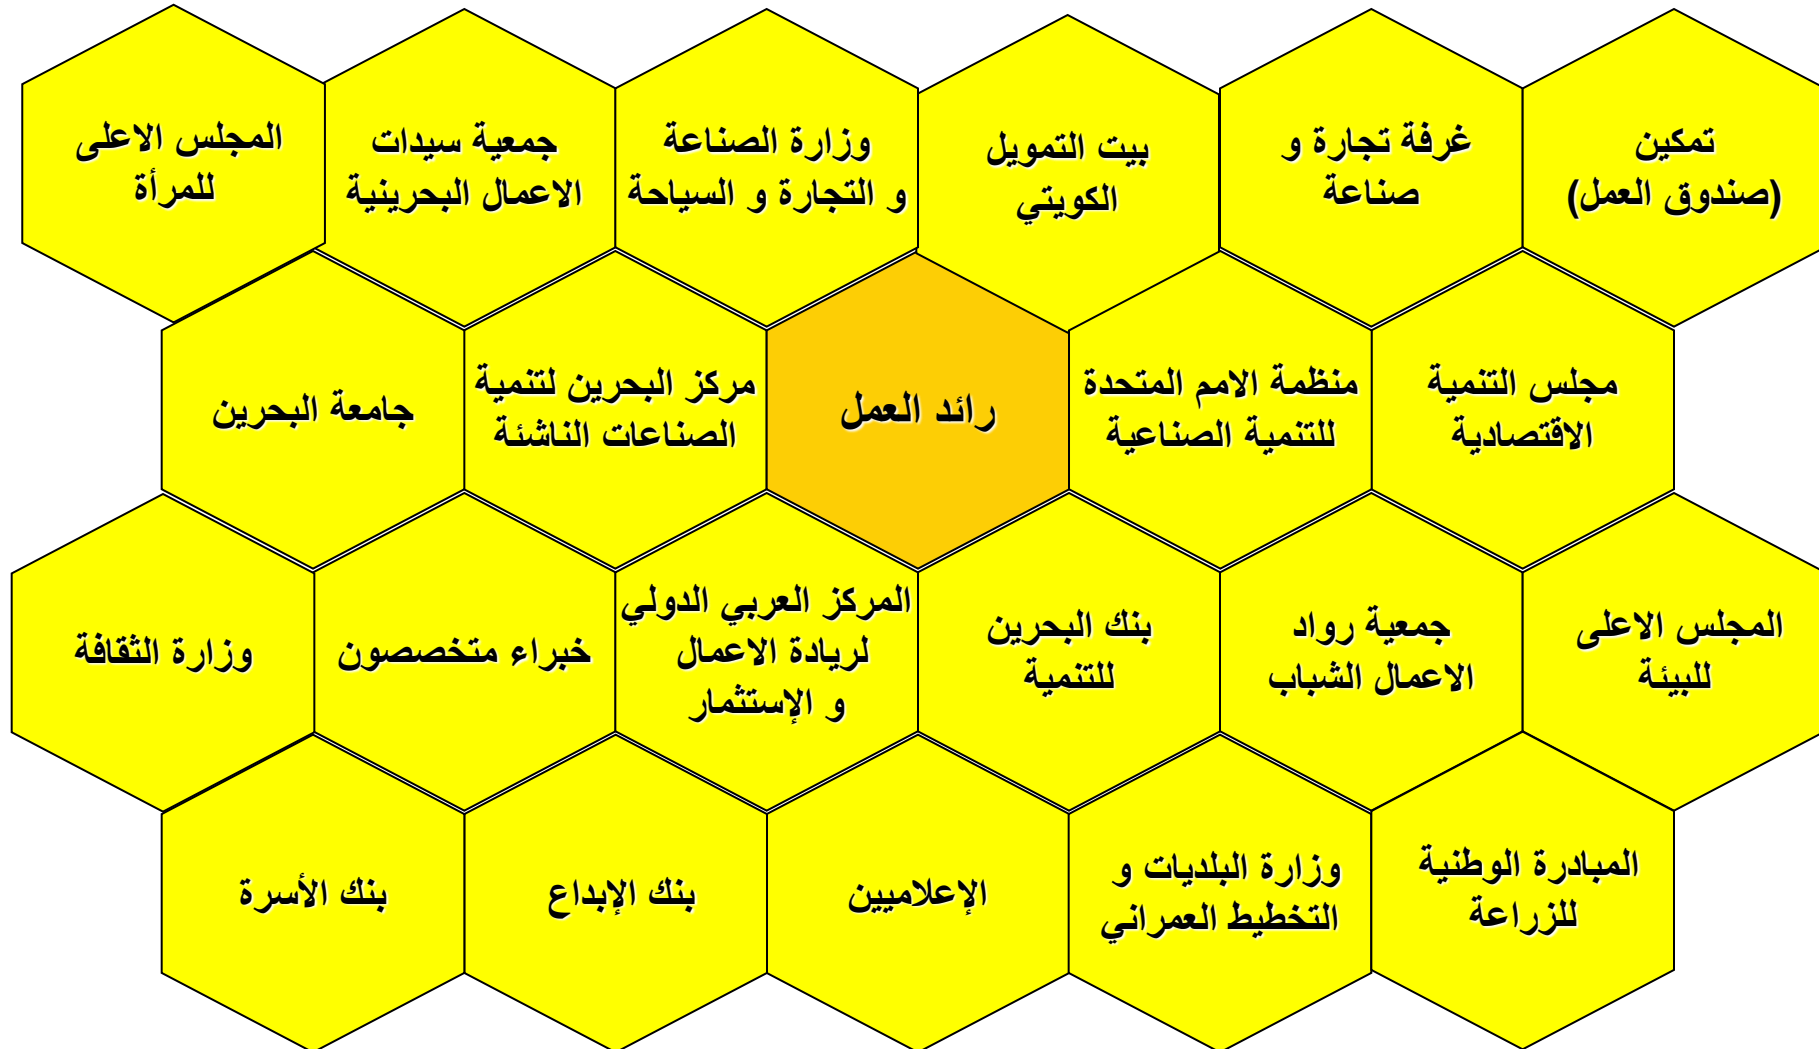 تمكين
(صندوق العمل)
غرفة تجارة و
صناعة
بيت التمويل
الكويتي
وزارة الصناعة
و التجارة و السياحة
جمعية سيدات
الاعمال البحرينية
المجلس الاعلى
للمرأة
مجلس التنمية
الاقتصادية
منظمة الامم المتحدة
للتنمية الصناعية
رائد العمل
مركز البحرين لتنمية
الصناعات الناشئة
جامعة البحرين
المجلس الاعلى
للبيئة
جمعية رواد
الاعمال الشباب
بنك البحرين
للتنمية
المركز العربي الدولي
لريادة الاعمال
و الإستثمار
خبراء متخصصون
وزارة الثقافة
المبادرة الوطنية
للزراعة
وزارة البلديات و
التخطيط العمراني
الإعلاميين
بنك الإبداع
بنك الأسرة